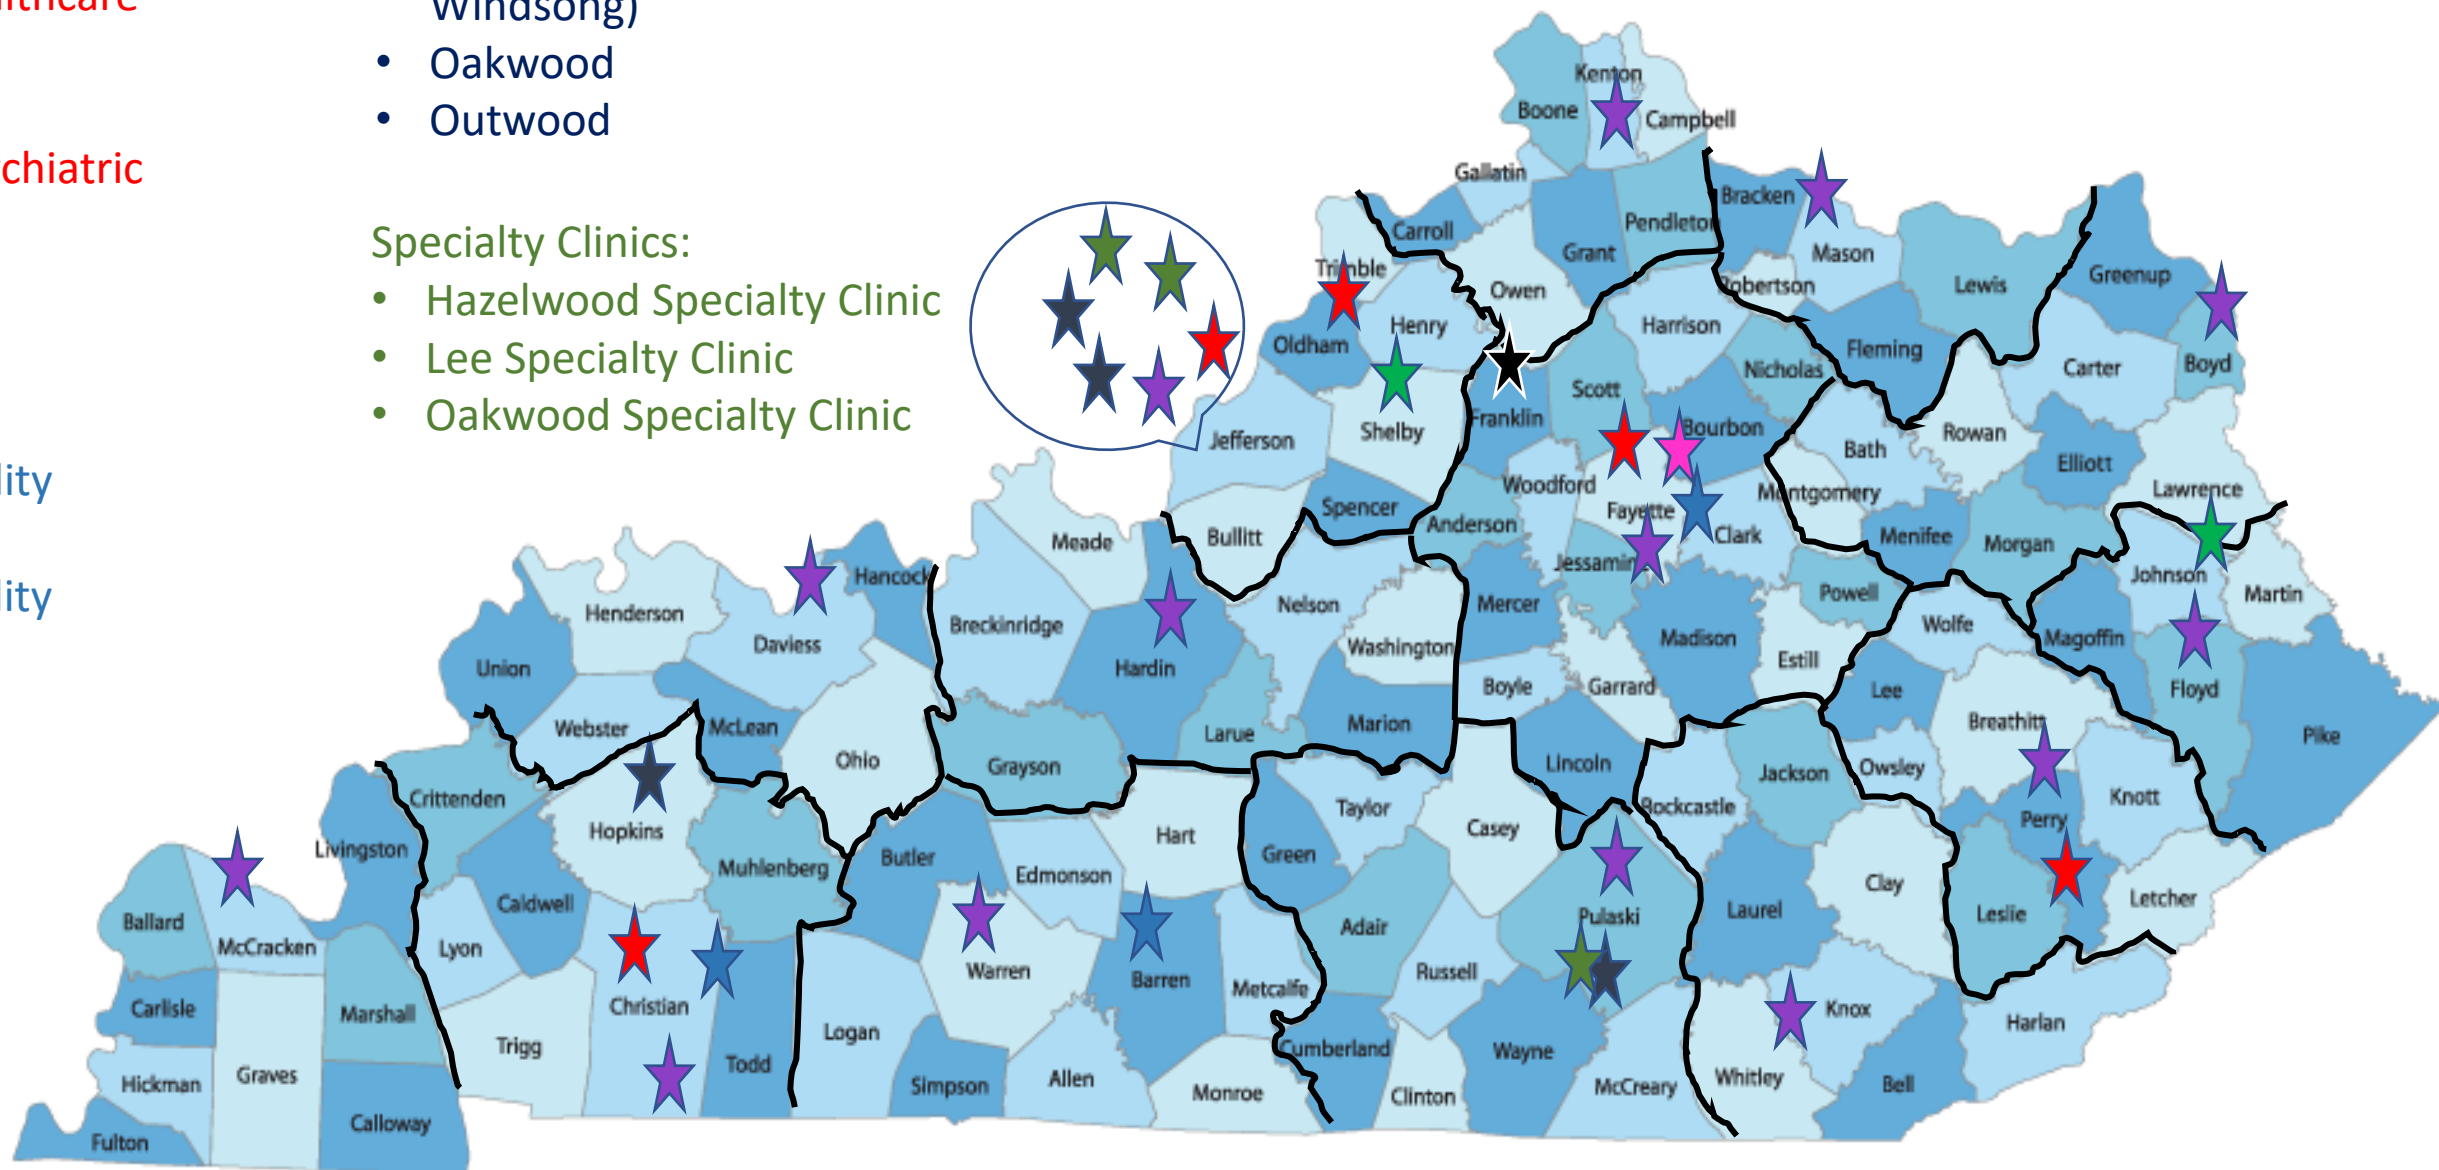 lthcare
chiatric
lity
lity
Windsong)
• Oakwood
• Outwood
Specialty Clinics:
• Hazelwood Specialty Clinic
• Lee Specialty Clinic
• Oakwood Specialty Clinic
Kenton
Boone
Campbell
Gallatin
Bracken
Carroll
Pendleton
Grant
Mason
Trimble
Owen
Robertson
Lewis
Greenup
Henry
Harrison
Oldham
Fleming
Nicholas
Carter
Boyd
Scott
Franklin
Bourbon
Jefferson
Shelby
Bath
Rowan
Elliott
Woodford
Montgomery
Lawrence
Spencer
Fayette
Anderson
Clark
Bullitt
Meade
Menifee
Morgan
Jessamine
Johnson
Martin
Hancock
Powell
Nelson
Mercer
Henderson
Breckinridge
Wolfe
Magoffin
Madison
Daviess
Washington
Estill
Union
Hardin
Boyle
Garrard
Lee
Floyd
Breathitt
Webster
McLean
Larue
Marion
Pike
Ohio
Grayson
Lincoln
Jackson
Owsley
Crittenden
Knott
Taylor
Rockcastle
Perry
Hopkins
Hart
Casey
Livingston
Green
Butler
Muhlenberg
Edmonson
Clay
Caldwell
Letcher
Laurel
Leslie
Pulaski
Ballard
Adair
McCracken
Lyon
Warren
Russell
Barren
Metcalfe
Carlisle
Christian
Knox
Marshall
Harlan
Logan
Trigg
Cumberland
Wayne
Todd
Graves
Whitley
Allen
Hickman
Simpson
McCreary
Bell
Monroe
Clinton
Calloway
Fulton